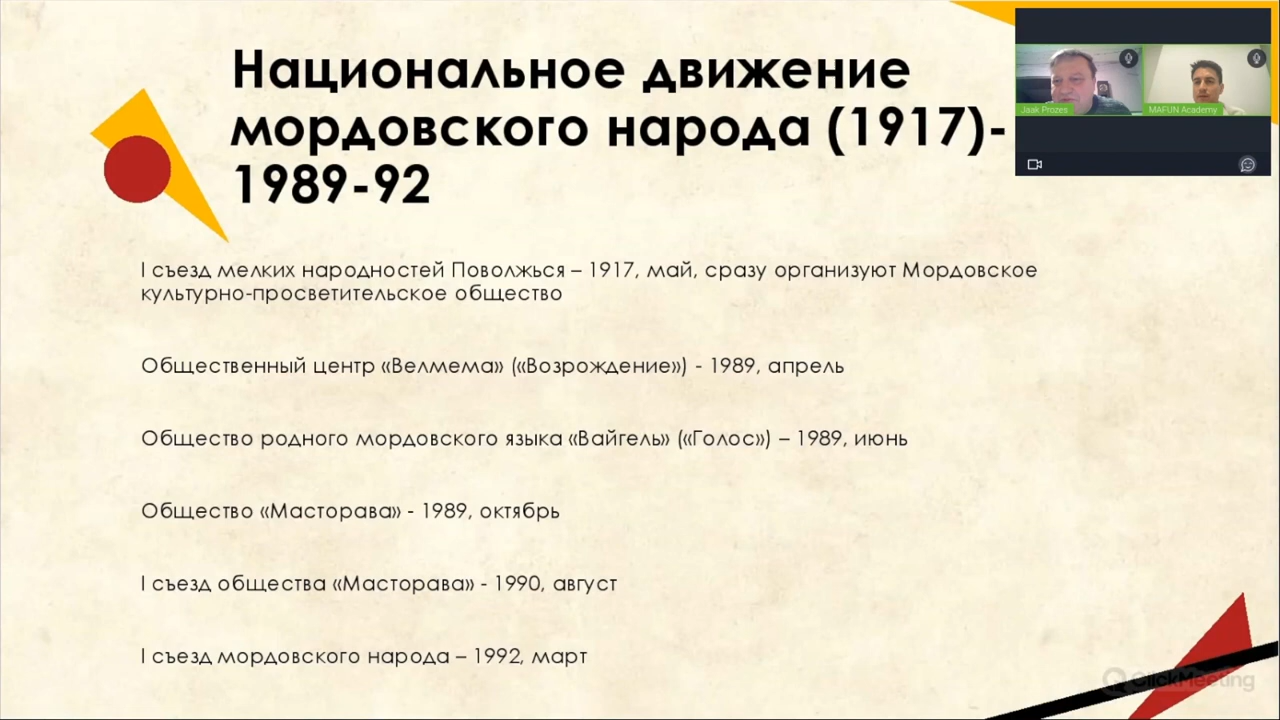 Национальное движение
мордовского народа (1917)-
1989-92
Jaak Prozes
MAFUN Academy
I съезд мелких народностей Поволжься – 1917, май, сразу организуют Мордовское
культурно-просветительское общество
Общественный центр «Велмема» («Возрождение») - 1989, апрель
Общество родного мордовского языка «Вайгель» («Голос») – 1989, июнь
Общество «Масторава» - 1989, октябрь
I съезд общества «Масторава» - 1990, август
I съезд мордовского народа – 1992, март
ClickMeeting